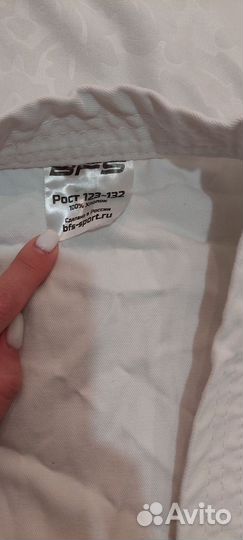 BFS
Рост 123-132
100% Хлопок
Сделано в России
bfs-sport.ru
Avito